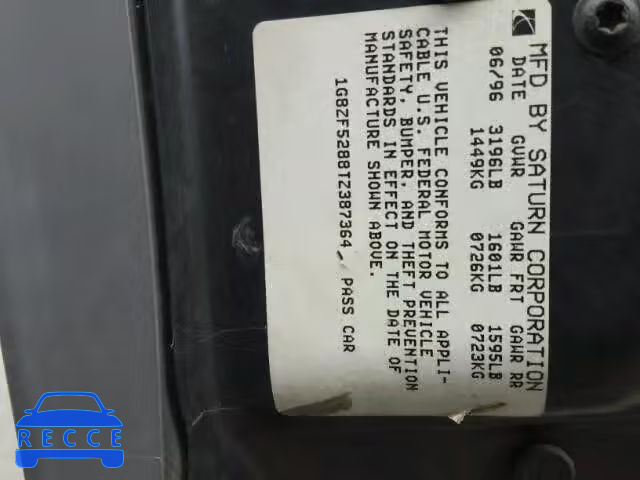 MFD BY SATURN CORPORATION
DATE GVWR GAWR FRT GAWR RR
06/96 3196LB 1601LB 1595LB
1449KG 0726KG 0723KG
THIS VEHICLE CONFORMS TO ALL APPLI-
CABLE U.S. FEDERAL MOTOR VEHICLE
SAFETY, BUMPER, AND THEFT PREVENTION
STANDARDS IN EFFECT ON THE DATE OF
MANUFACTURE SHOWN ABOVE.
1G8ZF5288TZ387364 PASS CAR